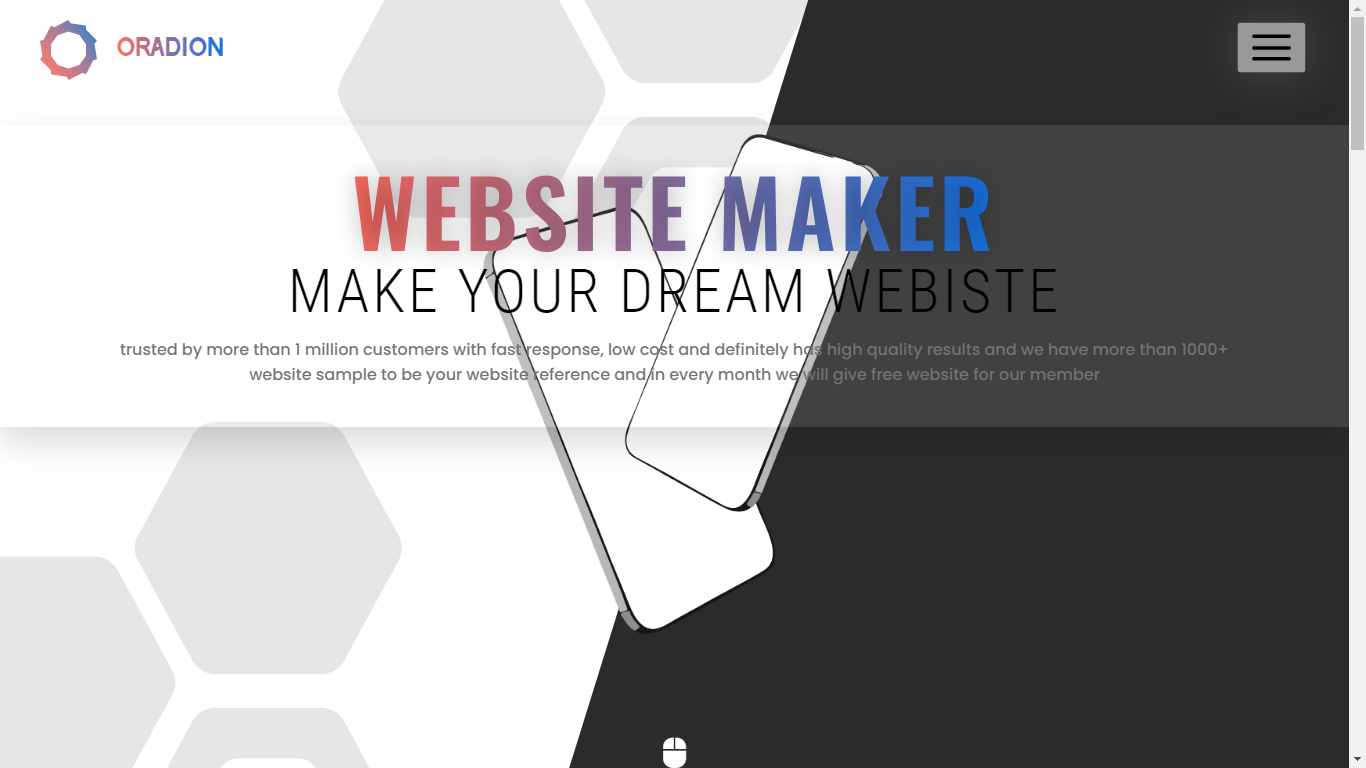 ORADION
WEBSITE MAKER
MAKE YOUR DREAM WEBISTE
trusted by more than 1 million customers with fast response, low cost and definitely has high quality results and we have more than 1000+
website sample to be your website reference and in every month we will give free website for our member